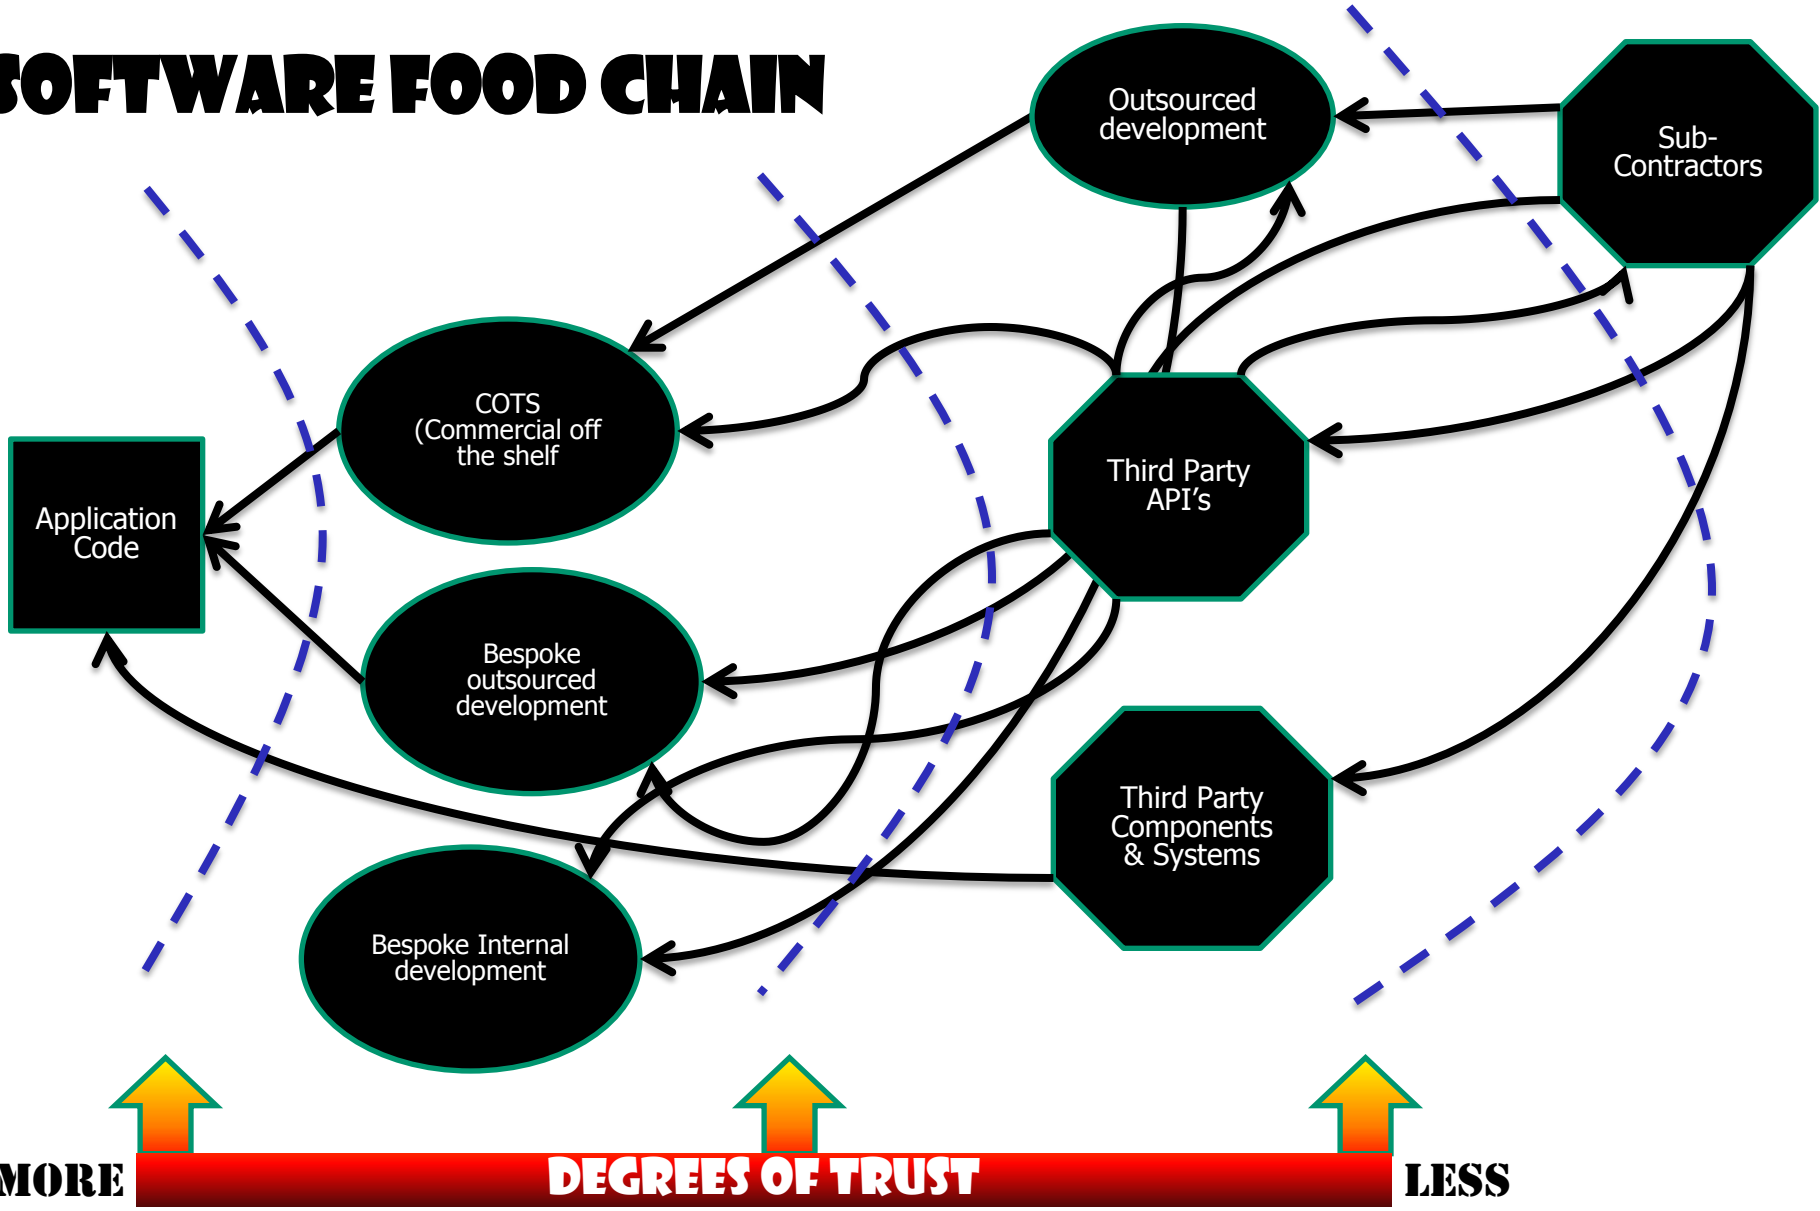 SOFTWARE FOOD CHAIN
Outsourced
development
Sub-
Contractors
COTS
(Commercial off
the shelf
Application
Code
Third Party
API’s
Bespoke
outsourced
development
Third Party
Components
& Systems
Bespoke Internal
development
MORE
DEGREES OF TRUST
LESS